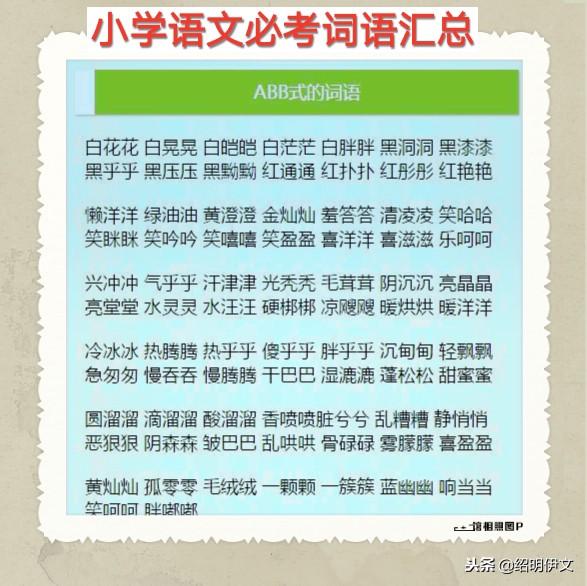 小学语文必考词语汇总
ABB式的词语
白花花 白晃晃 白皑皑 白茫茫 白胖胖 黑洞洞 黑漆漆
黑乎乎 黑压压 黑黝黝 红通通 红扑扑 红彤彤 红艳艳
懒洋洋 绿油油 黄澄澄 金灿灿 羞答答 清凌凌 笑哈哈
笑眯眯 笑吟吟 笑嘻嘻 笑盈盈 喜洋洋 喜滋滋 乐呵呵
兴冲冲 气乎乎 汗津津 光秃秃 毛茸茸 阴沉沉 亮晶晶
亮堂堂 水灵灵 水汪汪 硬梆梆 凉飕飕 暖烘烘 暖洋洋
冷冰冰 热腾腾 热乎乎 傻乎乎 胖乎乎 沉甸甸 轻飘飘
急匆匆 慢吞吞 慢腾腾 干巴巴 湿漉漉 蓬松松 甜蜜蜜
圆溜溜 滴溜溜 酸溜溜 香喷喷脏兮兮 乱糟糟 静悄悄
恶狠狠 阴森森 皱巴巴 乱哄哄 骨碌碌 雾朦朦 喜盈盈
黄灿灿 孤零零 毛绒绒 一颗颗 一簇簇 蓝幽幽 响当当
笑呵呵 胖嘟嘟
头条 @绍明伊文